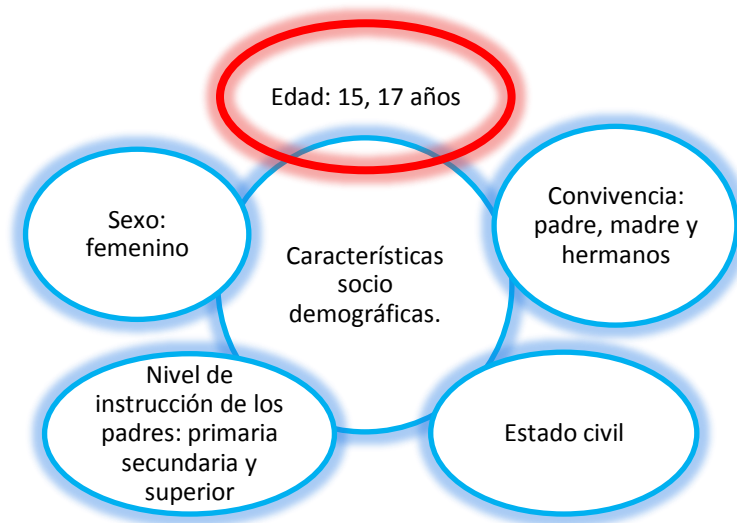 Edad: 15, 17 años
Sexo:
femenino
Convivencia:
padre, madre y
hermanos
Características
socio
demográficas.
Nivel de
instrucción de los
padres: primaria
secundaria y
superior
Estado civil